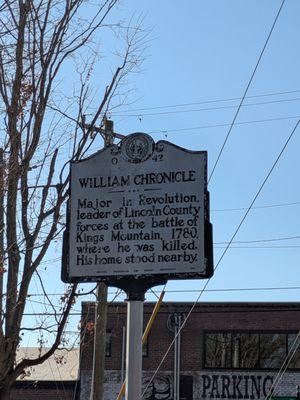 O 42
WILLIAM CHRONICLE
Major in Revolution,
leader of Lincoln County
forces at the battle of
Kings Mountain, 1780,
where he was killed.
His home stood nearby.
PARKING